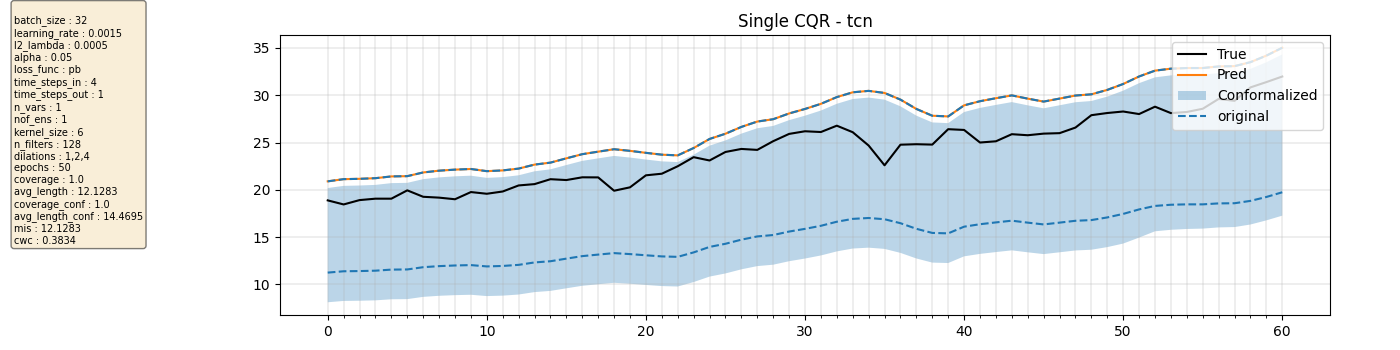 batch_size : 32
learning_rate : 0.0015
l2_lambda : 0.0005
alpha : 0.05
loss_func : pb
time_steps_in : 4
time_steps_out : 1
n_vars : 1
nof_ens : 1
kernel_size : 6
n_filters : 128
dilations : 1,2,4
epochs : 50
coverage : 1.0
avg_length : 12.1283
coverage_conf : 1.0
avg_length_conf : 14.4695
mis : 12.1283
cwc : 0.3834
Single CQR - tcn
35
30
25
20
15
10
True
Pred
Conformalized
original
0 10 20 30 40 50 60